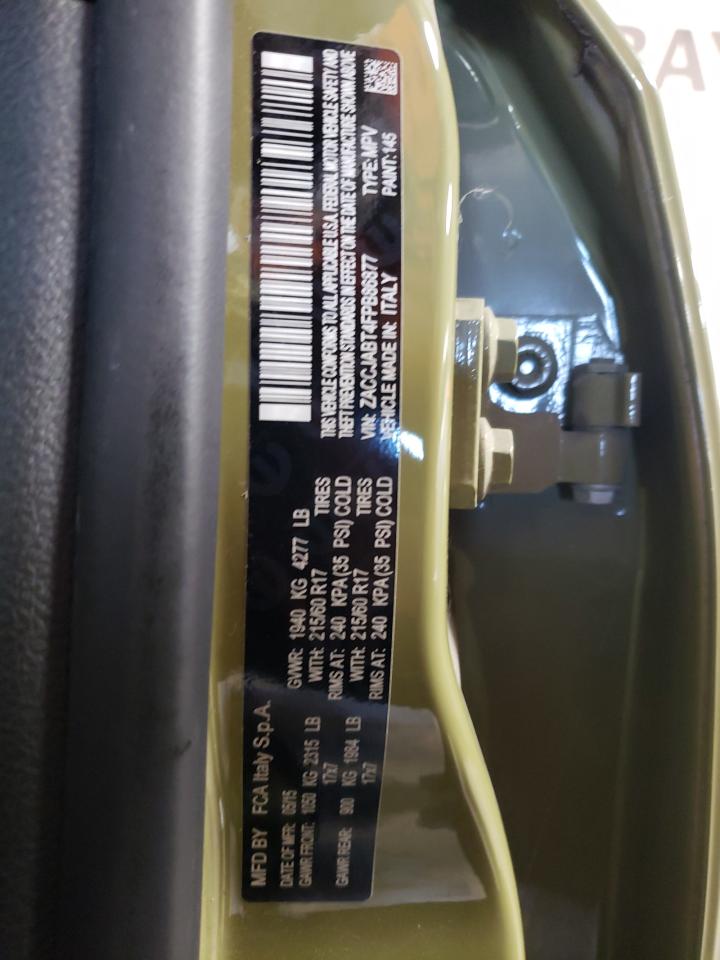 MFD BY FCA Italy S.p.A.
DATE OF MFR: 05/15 GVWR: 1940 KG 4277 LB
GAWR FRONT: 1050 KG 2315 LB WITH: 215/60 R17 TIRES
17x7 RIMS AT: 240 KPA(35 PSI) COLD
GAWR REAR: 900 KG 1984 LB WITH: 215/60 R17 TIRES
17x7 RIMS AT: 240 KPA(35 PSI) COLD
THIS VEHICLE CONFORMS TO ALL APPLICABLE U.S.A. FEDERAL MOTOR VEHICLE SAFETY AND
THEFT PREVENTION STANDARDS IN EFFECT ON THE DATE OF MANUFACTURE SHOWN ABOVE
VIN: ZACCJABT4FPB86877 TYPE: MPV
VEHICLE MADE IN: ITALY PAINT: 145